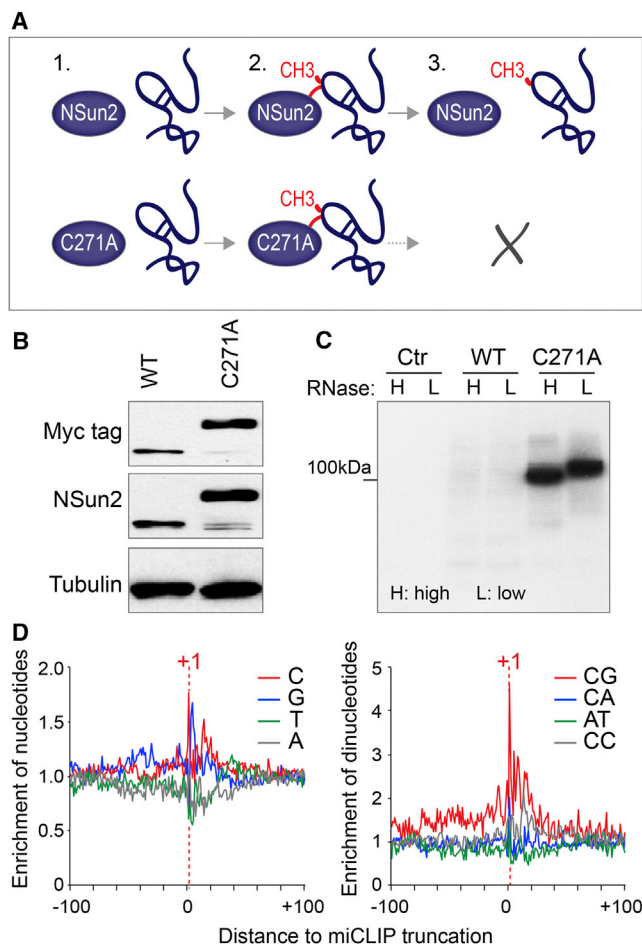 A
1.
2.
3.
CH3
CH3
NSun2
NSun2
NSun2
CH3
C271A
C271A
X
B
WT
C271A
Myc tag
NSun2
Tubulin
C
Ctr
WT
C271A
RNase: H L H L H L
100kDa
H: high L: low
D
+1
Enrichment of nucleotides
2.0
1.5
1.0
0.5
0
C
G
T
A
-100
0
+100
+1
Enrichment of dinucleotides
5
4
3
2
1
0
CG
CA
AT
CC
-100
0
+100
Distance to miCLIP truncation